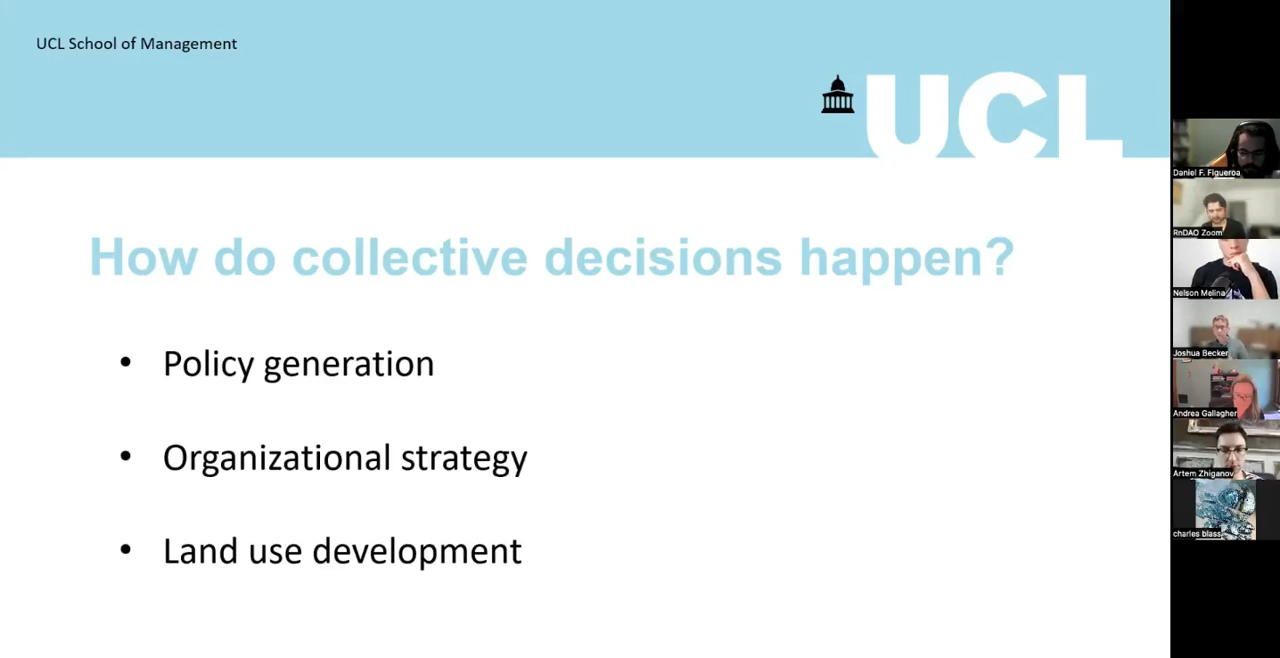 UCL School of Management
UCL
How do collective decisions happen?
• Policy generation
• Organizational strategy
• Land use development
Daniel F. Figueroa
RnDAO Zoom
Nelson Melina
Joshua Becker
Andrea Gallagher
Artem Zhiganov
charles blass